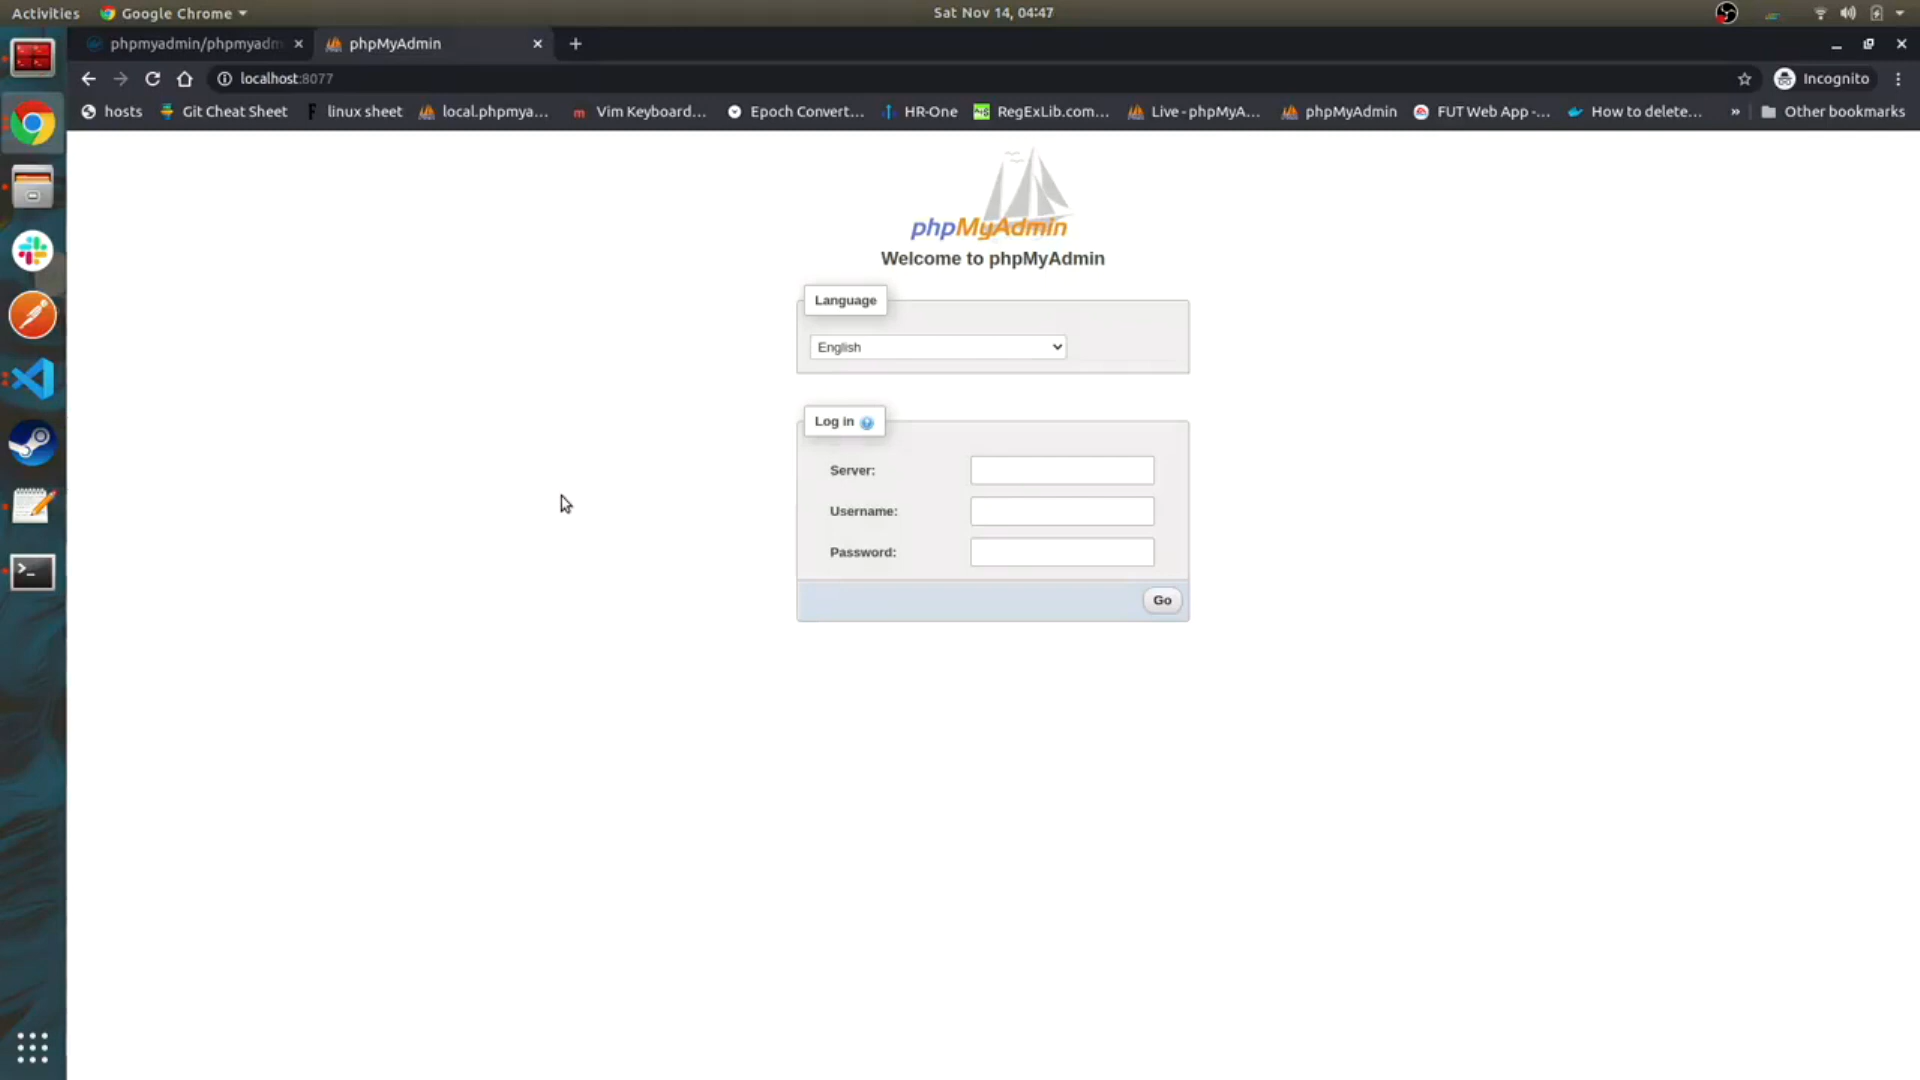 Activities
Google Chrome
Sat Nov 14, 04:47
phpmyadmin/phpmyadm
phpMyAdmin
localhost:8077
Incognito
hosts
Git Cheat Sheet
linux sheet
local.phpmya...
Vim Keyboard...
Epoch Convert...
HR-One
RegExLib.com...
Live - phpMyA...
phpMyAdmin
FUT Web App -...
How to delete...
»
Other bookmarks
phpMyAdmin
Welcome to phpMyAdmin
Language
English
Log in
Server:
Username:
Password:
Go